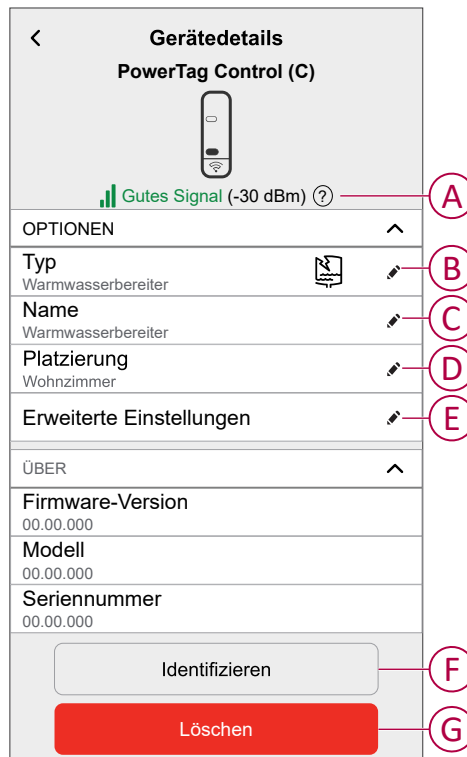 Gerätedetails
PowerTag Control (C)
Gutes Signal (-30 dBm) ?
A
OPTIONEN
Typ
Warmwasserbereiter
B
Name
Warmwasserbereiter
C
Platzierung
Wohnzimmer
D
Erweiterte Einstellungen
E
ÜBER
Firmware-Version
00.00.000
Modell
00.00.000
Seriennummer
00.00.000
Identifizieren
F
Löschen
G